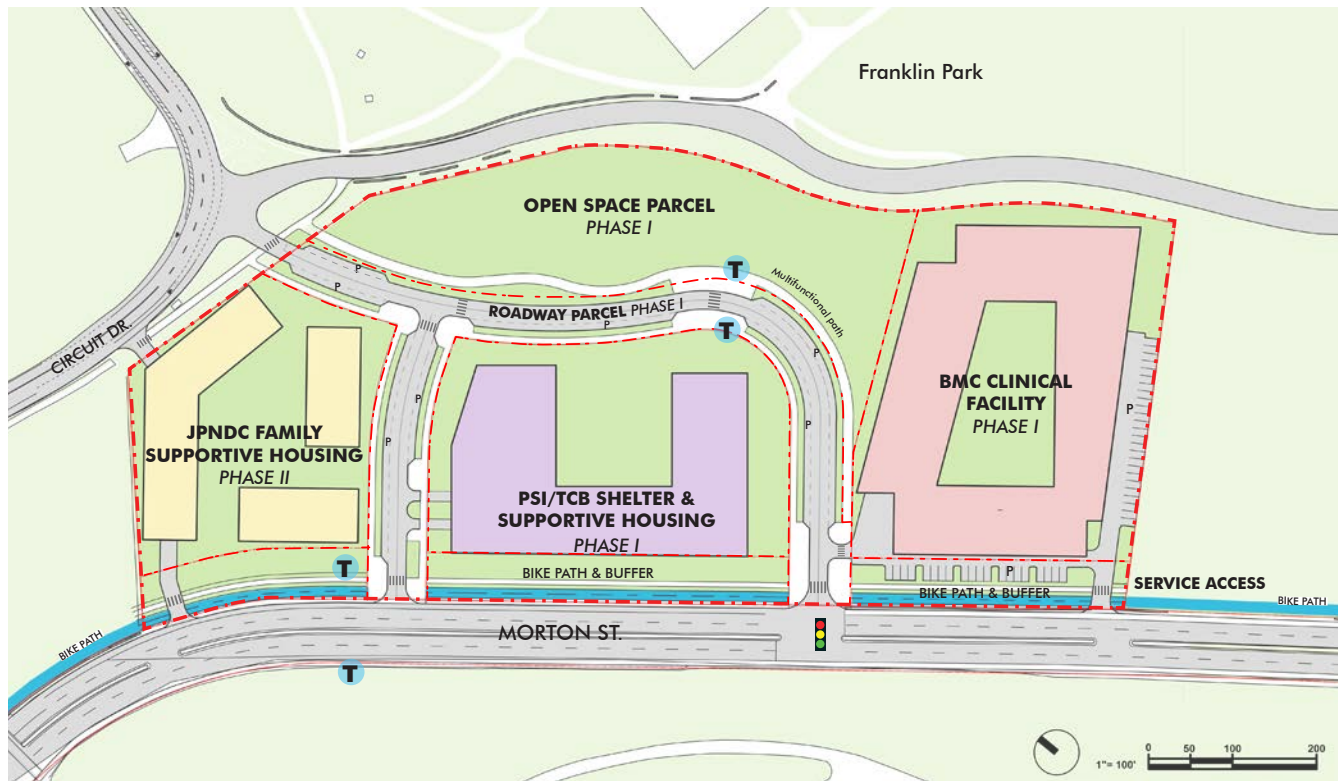 Franklin Park
OPEN SPACE PARCEL
PHASE I
T
Multifunctional path
P
P
ROADWAY PARCEL PHASE I
P
T
CIRCUIT DR.
P
BMC CLINICAL
FACILITY
PHASE I
P
P
P
P
JPNDC FAMILY
SUPPORTIVE HOUSING
PHASE II
PSI/TCB SHELTER &
SUPPORTIVE HOUSING
PHASE I
T
BIKE PATH & BUFFER
P
BIKE PATH & BUFFER
SERVICE ACCESS
BIKE PATH
BIKE PATH
MORTON ST.
T
1"= 100'
0 50 100 200